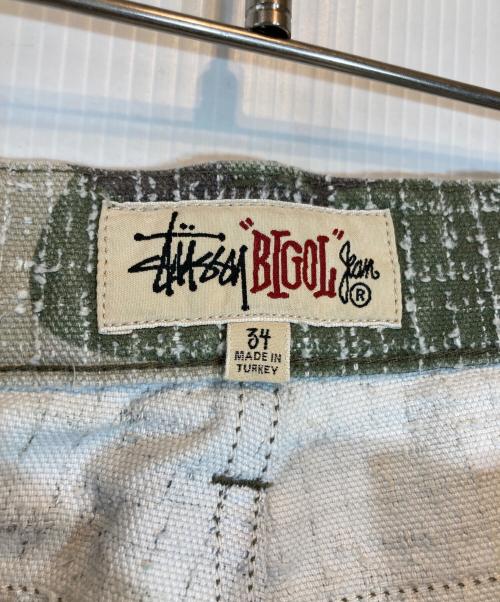 Stüssy "BIGOL" Jean ®
34
MADE IN
TURKEY